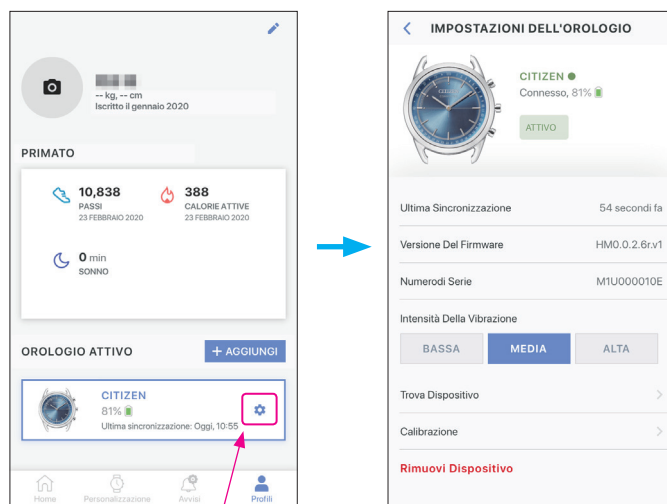 -- kg, -- cm
Iscritto il gennaio 2020
PRIMATO
10,838
PASSI
23 FEBBRAIO 2020
388
CALORIE ATTIVE
23 FEBBRAIO 2020
0 min
SONNO
OROLOGIO ATTIVO
+ AGGIUNGI
CITIZEN
81%
Ultima sincronizzazione: Oggi, 10:55
Home
Personalizzazione
Avvisi
Profili
IMPOSTAZIONI DELL'OROLOGIO
CITIZEN
Connesso, 81%
ATTIVO
Ultima Sincronizzazione 54 secondi fa
Versione Del Firmware HM0.0.2.6r.v1
Numerodi Serie M1U000010E
Intensità Della Vibrazione
BASSA MEDIA ALTA
Trova Dispositivo
Calibrazione
Rimuovi Dispositivo